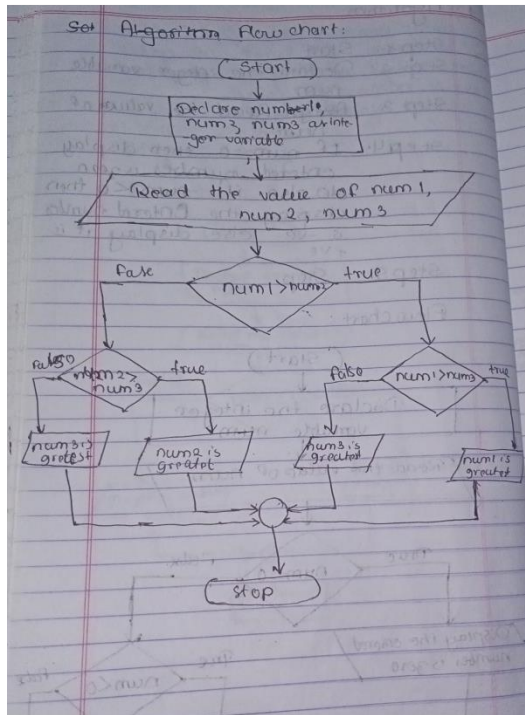 Sol Algorithm Flow chart:
(Start)
Declare number1,
num2, num3 as inte
-ger variable
Read the value of num1,
num2, num3
false
num1>num2
true
false
num2>
num3
true
false
num1>num3
true
num3 is
gretest
num2 is
greatest
num3 is
greatest
num1 is
greatest
stop